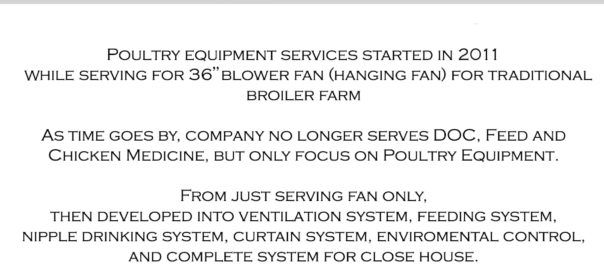 Poultry equipment services started in 2011
while serving for 36” blower fan (hanging fan) for traditional
broiler farm
As time goes by, company no longer serves DOC, Feed and
Chicken Medicine, but only focus on Poultry Equipment.
From just serving fan only,
then developed into ventilation system, feeding system,
nipple drinking system, curtain system, enviromental control,
and complete system for close house.